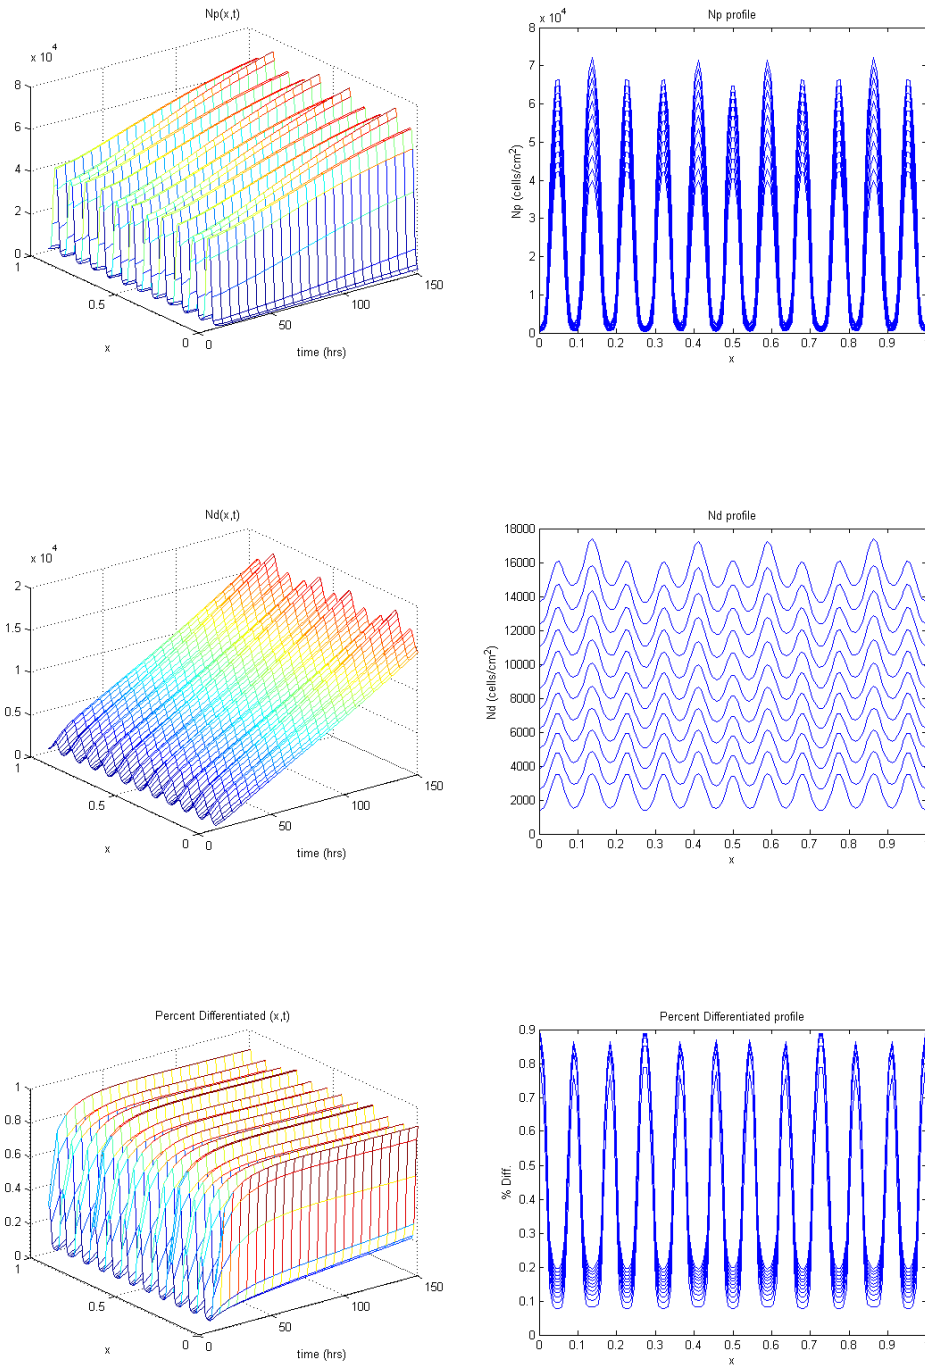 Np(x,t)
x 10^4
8
6
4
2
0
1
0.5
0
x
0
50
100
150
time (hrs)
Np profile
x 10^4
8
7
6
5
4
3
2
1
0
Np (cells/cm^2)
0 0.1 0.2 0.3 0.4 0.5 0.6 0.7 0.8 0.9
x
Nd(x,t)
x 10^4
2
1.5
1
0.5
0
1
0.5
0
x
0
50
100
150
time (hrs)
Nd profile
18000
16000
14000
12000
10000
8000
6000
4000
2000
0
Nd (cells/cm^2)
0 0.1 0.2 0.3 0.4 0.5 0.6 0.7 0.8 0.9
x
Percent Differentiated (x,t)
1
0.8
0.6
0.4
0.2
0
1
0.5
0
x
0
50
100
150
time (hrs)
Percent Differentiated profile
0.9
0.8
0.7
0.6
0.5
0.4
0.3
0.2
0.1
0
% Diff.
0 0.1 0.2 0.3 0.4 0.5 0.6 0.7 0.8 0.9
x